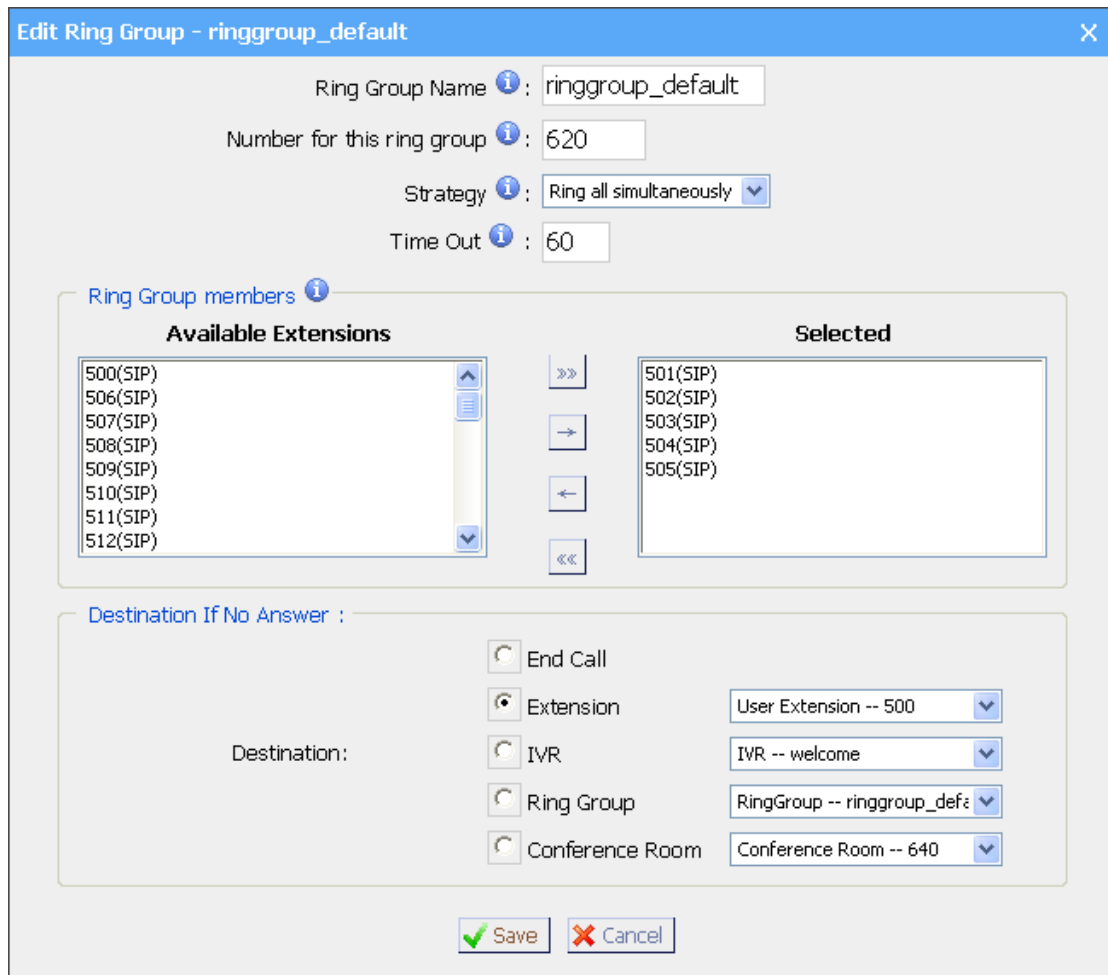 Edit Ring Group - ringgroup_default X
Ring Group Name i : ringgroup_default
Number for this ring group i : 620
Strategy i : Ring all simultaneously
Time Out i : 60
Ring Group members i
Available Extensions
Selected
500(SIP)
506(SIP)
507(SIP)
508(SIP)
509(SIP)
510(SIP)
511(SIP)
512(SIP)
»»
→
←
««
501(SIP)
502(SIP)
503(SIP)
504(SIP)
505(SIP)
Destination If No Answer :
Destination:
End Call
Extension User Extension -- 500
IVR IVR -- welcome
Ring Group RingGroup -- ringgroup_defa
Conference Room Conference Room -- 640
Save Cancel